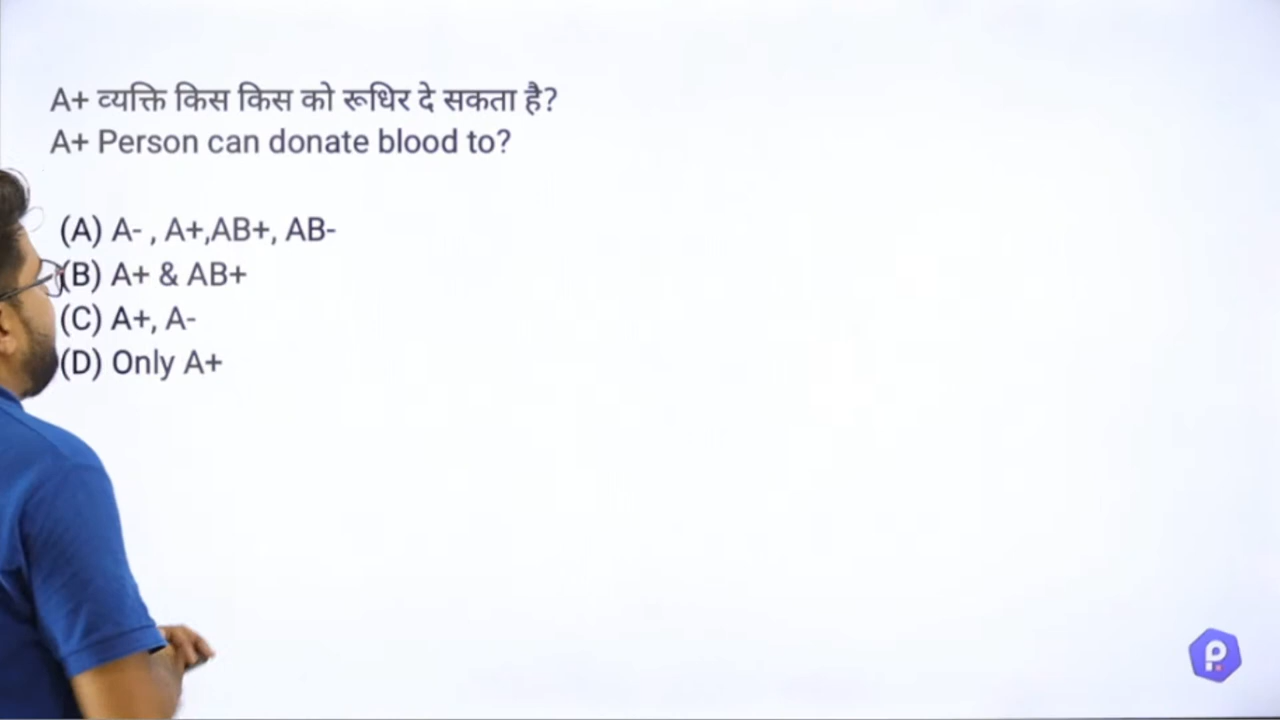 A+ व्यक्ति किस किस को रूधिर दे सकता है?
A+ Person can donate blood to?
(A) A- , A+,AB+, AB-
(B) A+ & AB+
(C) A+, A-
(D) Only A+